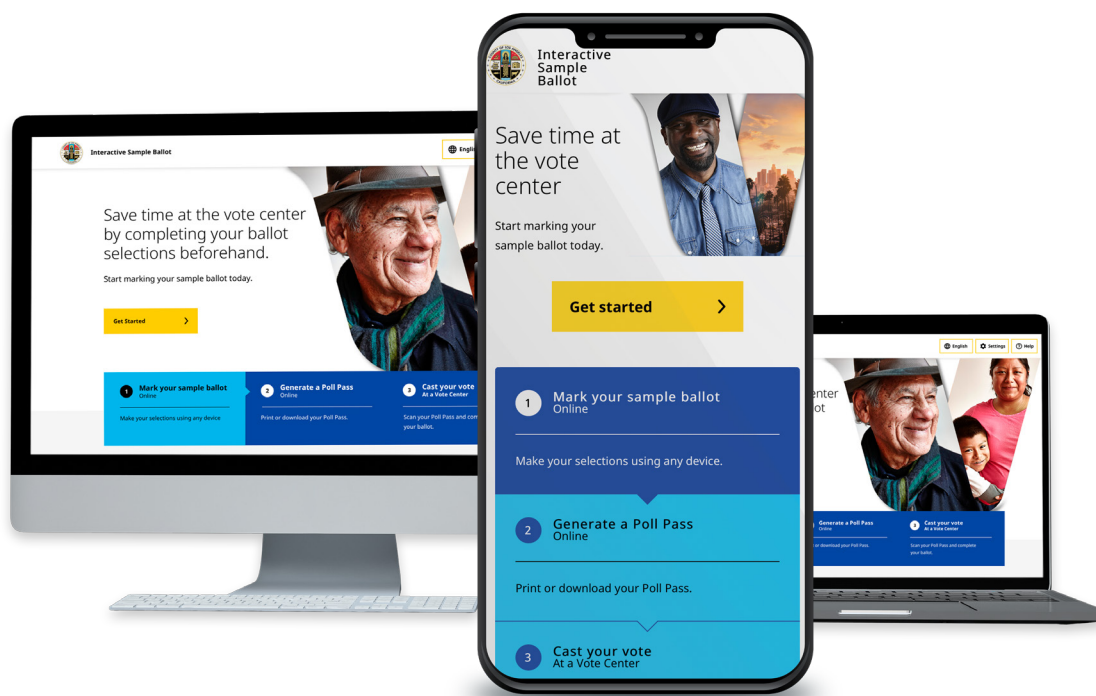 Interactive Sample Ballot
Save time at the vote center
by completing your ballot
selections beforehand.
Start marking your sample ballot today.
Get Started
1
Mark your sample ballot
Online
Make your selections using any device
2
Generate a Poll Pass
Online
Print or download your Poll Pass.
3
Cast your vote
At a Vote Center
Scan your Poll Pass and com
your ballot.
Interactive
Sample
Ballot
Save time at
the vote
center
Start marking your
sample ballot today.
Get started
1
Mark your sample ballot
Online
Make your selections using any device.
2
Generate a Poll Pass
Online
Print or download your Poll Pass.
3
Cast your vote
At a Vote Center
English
Settings
Help
enter
ot
Generate a Poll Pass
Online
or download your Poll Pass.
3
Cast your vote
At a Vote Center
Scan your Poll Pass and complete
your ballot.